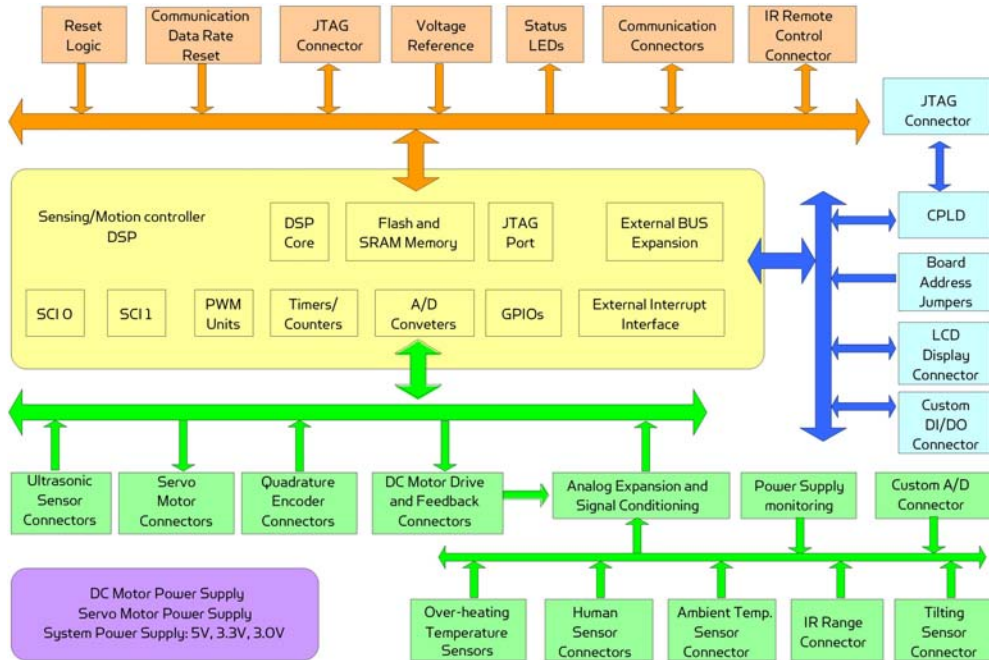 Reset
Logic
Communication
Data Rate
Reset
JTAG
Connector
Voltage
Reference
Status
LEDs
Communication
Connectors
IR Remote
Control
Connector
JTAG
Connector
Sensing/Motion controller
DSP
DSP
Core
Flash and
SRAM Memory
JTAG
Port
External BUS
Expansion
CPLD
SCI 0
SCI 1
PWM
Units
Timers/
Counters
A/D
Conveters
GPIOs
External Interrupt
Interface
Board
Address
Jumpers
LCD
Display
Connector
Custom
DI/DO
Connector
Ultrasonic
Sensor
Connectors
Servo
Motor
Connectors
Quadrature
Encoder
Connectors
DC Motor Drive
and Feedback
Connectors
Analog Expansion and
Signal Conditioning
Power Supply
monitoring
Custom A/D
Connector
DC Motor Power Supply
Servo Motor Power Supply
System Power Supply: 5V, 3.3V, 3.0V
Over-heating
Temperature
Sensors
Human
Sensor
Connectors
Ambient Temp.
Sensor
Connector
IR Range
Connector
Tilting
Sensor
Connector